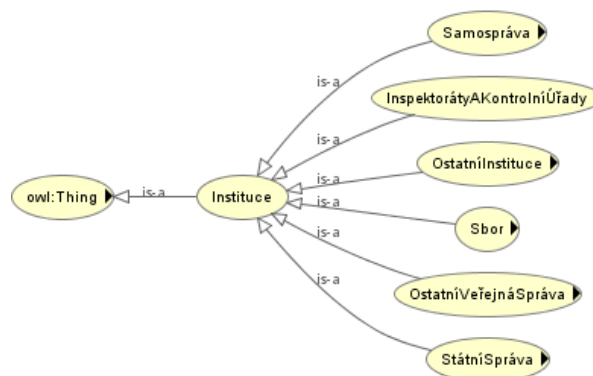 Samospráva
is-a
InspektorátyAKontrolníÚřady
is-a
OstatníInstituce
is-a
owl:Thing
is-a
Instituce
is-a
Sbor
is-a
OstatníVeřejnáSpráva
is-a
StátníSpráva